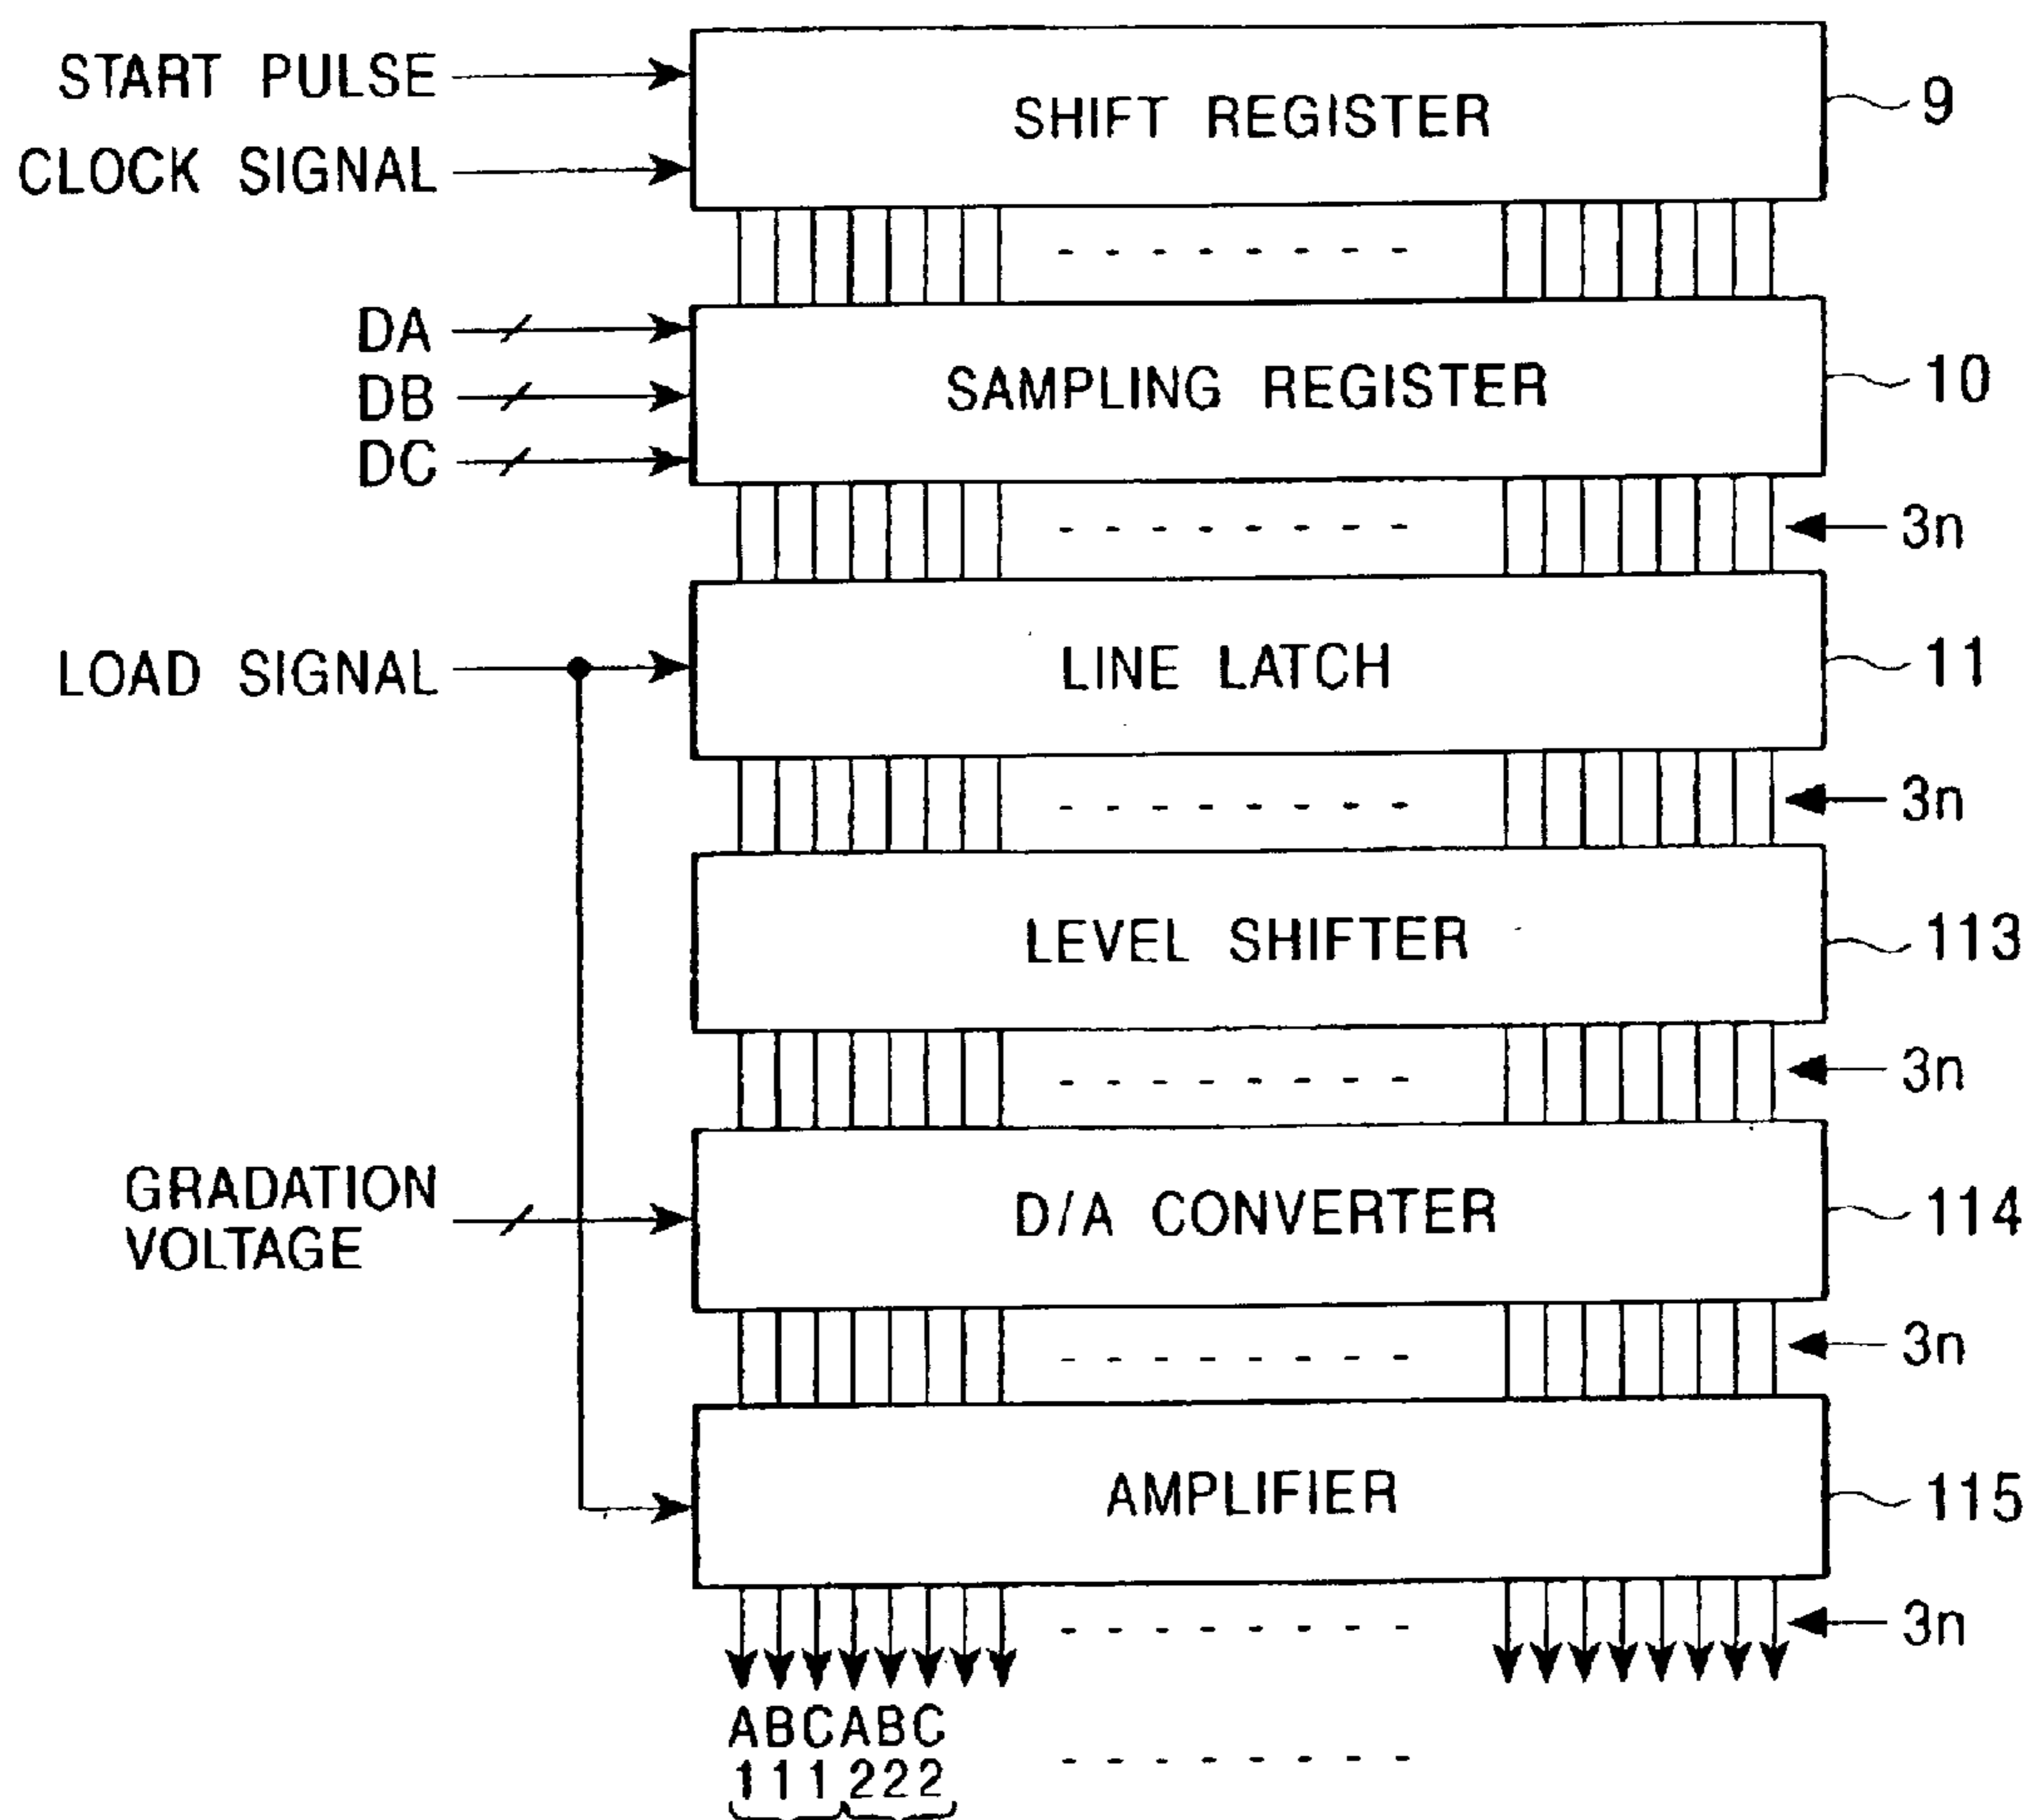 START PULSE
SHIFT REGISTER
9
CLOCK SIGNAL
DA
DB
DC
SAMPLING REGISTER
10
3n
LOAD SIGNAL
LINE LATCH
11
3n
LEVEL SHIFTER
113
3n
GRADATION
VOLTAGE
D/A CONVERTER
114
3n
AMPLIFIER
115
3n
ABCABC
111222